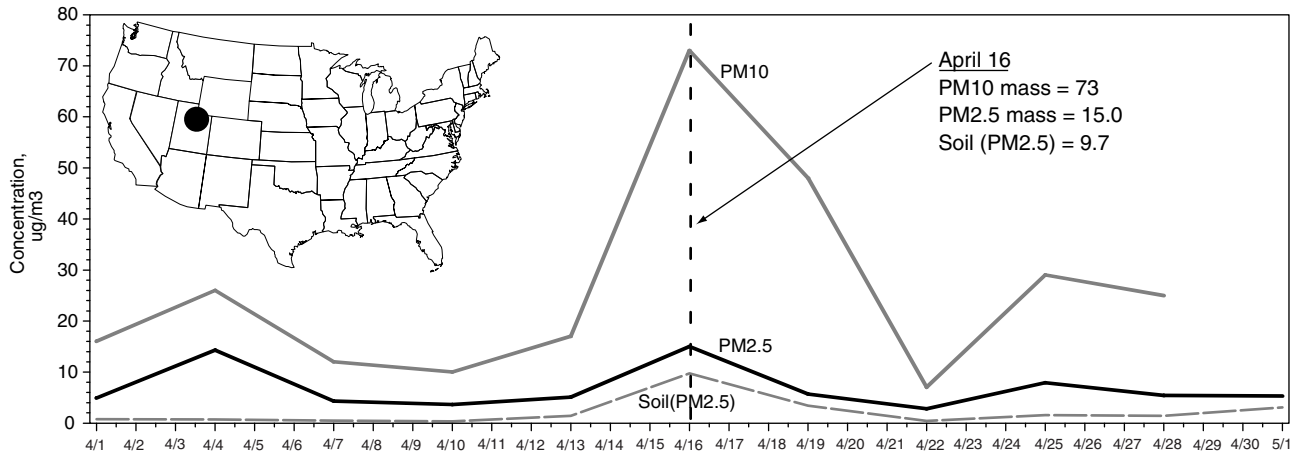 Concentration,
ug/m3
80
70
60
50
40
30
20
10
0
PM10
April 16
PM10 mass = 73
PM2.5 mass = 15.0
Soil (PM2.5) = 9.7
PM2.5
Soil(PM2.5)
4/1 4/2 4/3 4/4 4/5 4/6 4/7 4/8 4/9 4/10 4/11 4/12 4/13 4/14 4/15 4/16 4/17 4/18 4/19 4/20 4/21 4/22 4/23 4/24 4/25 4/26 4/27 4/28 4/29 4/30 5/1